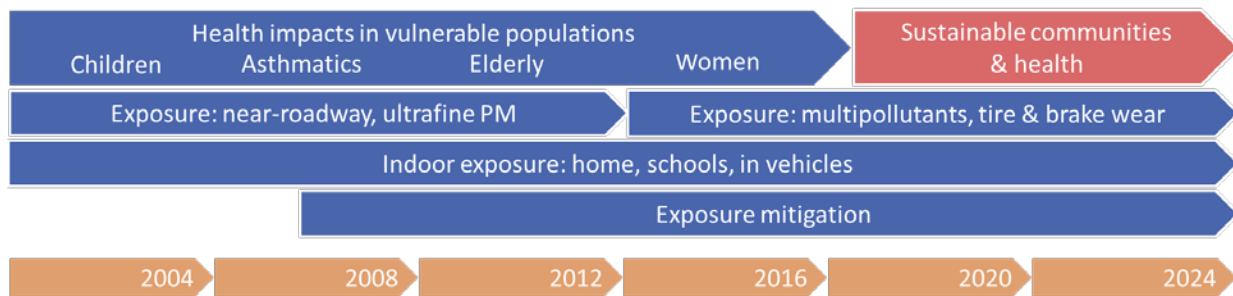 Health impacts in vulnerable populations
Children Asthmatics Elderly Women
Sustainable communities
& health
Exposure: near-roadway, ultrafine PM
Exposure: multipollutants, tire & brake wear
Indoor exposure: home, schools, in vehicles
Exposure mitigation
2004 2008 2012 2016 2020 2024